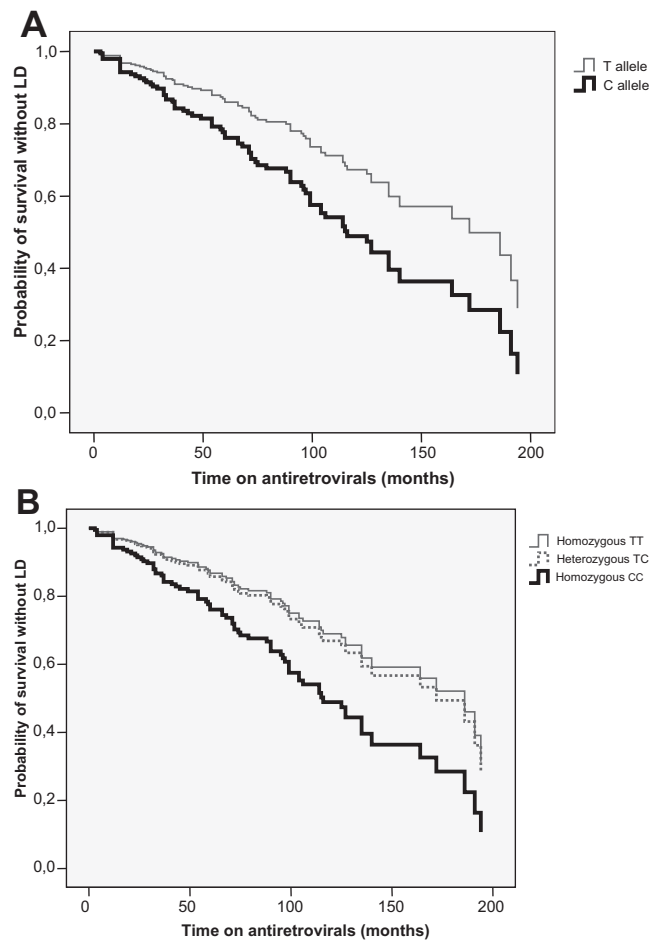 A
Probability of survival without LD
1,0
0,8
0,6
0,4
0,2
0,0
0 50 100 150 200
Time on antiretrovirals (months)
T allele
C allele
B
Probability of survival without LD
1,0
0,8
0,6
0,4
0,2
0,0
0 50 100 150 200
Time on antiretrovirals (months)
Homozygous TT
Heterozygous TC
Homozygous CC